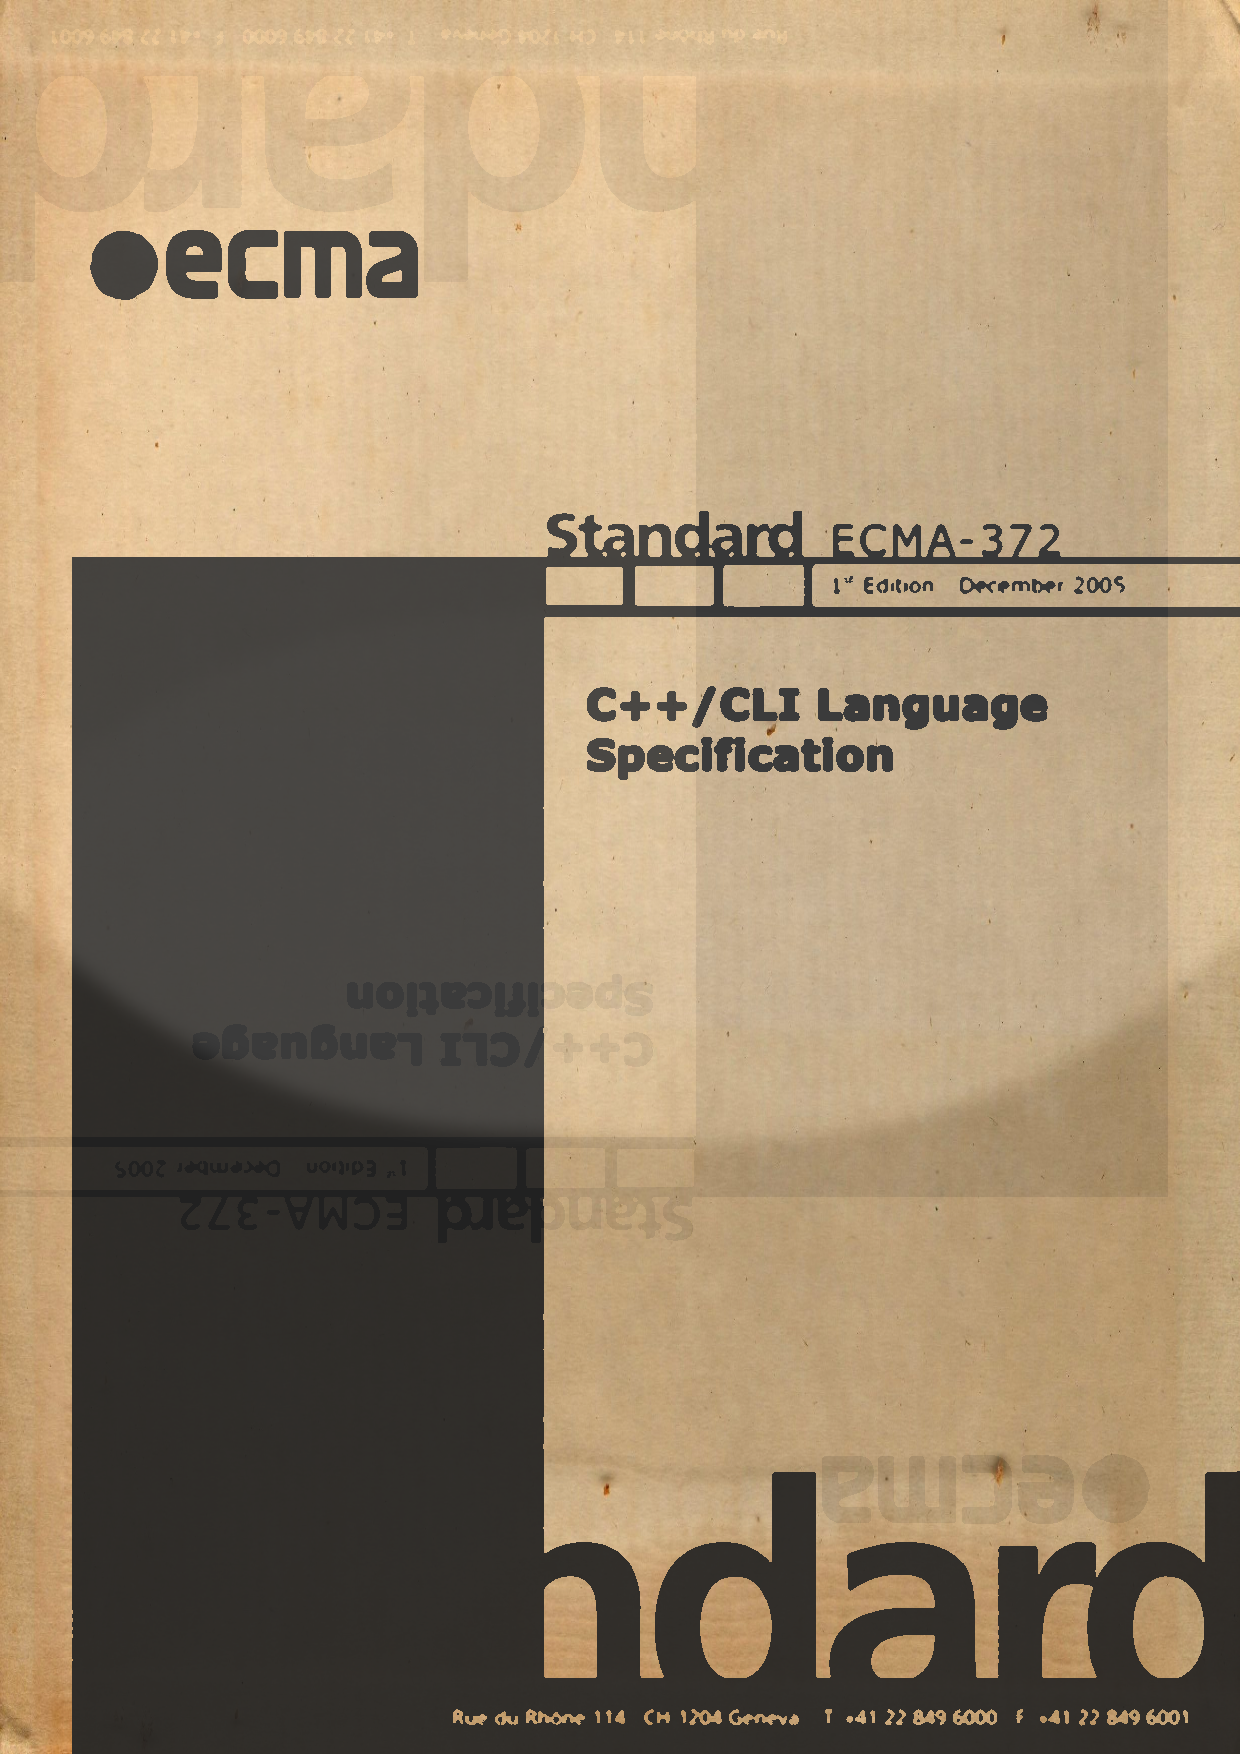 ecma
Standard ECMA-372
1st Edition December 2005
C++/CLI Language
Specification
ndard
Rue du Rhône 114 CH 1204 Geneva T +41 22 849 6000 F +41 22 849 6001